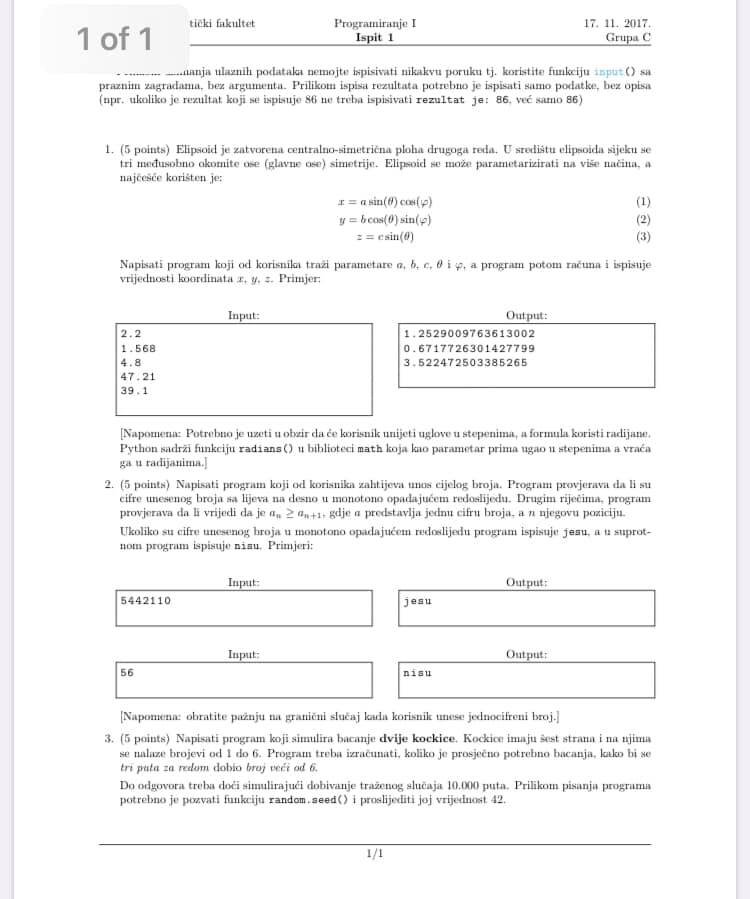 1 of 1
tički fakultet Programiranje I 17. 11. 2017.
Ispit 1 Grupa C
ulaznih podataka nemojte ispisivati nikakvu poruku tj. koristite funkciju input() sa
praznim zagradama, bez argumenta. Prilikom ispisa rezultata potrebno je ispisati samo podatke, bez opisa
(npr. ukoliko je rezultat koji se ispisuje 86 ne treba ispisivati rezultat je: 86, već samo 86)
1. (5 points) Elipsoid je zatvorena centralno-simetrična ploha drugoga reda. U središtu elipsoida sijeku se
tri međusobno okomite ose (glavne ose) simetrije. Elipsoid se može parametarizirati na više načina, a
najčešće korišten je:
x = a sin(θ) cos(φ) (1)
y = b cos(θ) sin(φ) (2)
z = c sin(θ) (3)
Napisati program koji od korisnika traži parametare a, b, c, θ i φ, a program potom računa i ispisuje
vrijednosti koordinata x, y, z. Primjer:
Input: Output:
2.2 1.2529009763613002
1.568 0.6717726301427799
4.8 3.522472503385265
47.21
39.1
[Napomena: Potrebno je uzeti u obzir da će korisnik unijeti uglove u stepenima, a formula koristi radijane.
Python sadrži funkciju radians() u biblioteci math koja kao parametar prima ugao u stepenima a vraća
ga u radijanima.]
2. (5 points) Napisati program koji od korisnika zahtijeva unos cijelog broja. Program provjerava da li su
cifre unesenog broja sa lijeva na desno u monotono opadajućem redoslijedu. Drugim riječima, program
provjerava da li vrijedi da je aₙ ≥ aₙ₊₁, gdje a predstavlja jednu cifru broja, a n njegovu poziciju.
Ukoliko su cifre unesenog broja u monotono opadajućem redoslijedu program ispisuje jesu, a u suprot-
nom program ispisuje nisu. Primjeri:
Input: Output:
5442110 jesu
Input: Output:
56 nisu
[Napomena: obratite pažnju na granični slučaj kada korisnik unese jednocifreni broj.]
3. (5 points) Napisati program koji simulira bacanje dvije kockice. Kockice imaju šest strana i na njima
se nalaze brojevi od 1 do 6. Program treba izračunati, koliko je prosječno potrebno bacanja, kako bi se
tri puta za redom dobio broj veći od 6.
Do odgovora treba doći simulirajući dobivanje traženog slučaja 10.000 puta. Prilikom pisanja programa
potrebno je pozvati funkciju random.seed() i proslijediti joj vrijednost 42.
1/1